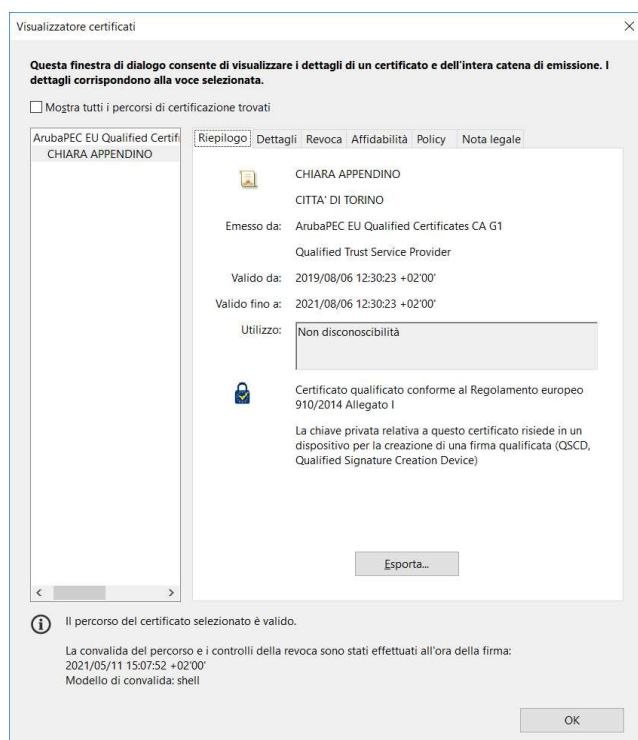 Visualizzatore certificati
Questa finestra di dialogo consente di visualizzare i dettagli di un certificato e dell'intera catena di emissione. I
dettagli corrispondono alla voce selezionata.
Mostra tutti i percorsi di certificazione trovati
ArubaPEC EU Qualified Certifi
CHIARA APPENDINO
Riepilogo Dettagli Revoca Affidabilità Policy Nota legale
CHIARA APPENDINO
CITTA' DI TORINO
Emesso da: ArubaPEC EU Qualified Certificates CA G1
Qualified Trust Service Provider
Valido da: 2019/08/06 12:30:23 +02'00'
Valido fino a: 2021/08/06 12:30:23 +02'00'
Utilizzo: Non disconoscibilità
Certificato qualificato conforme al Regolamento europeo
910/2014 Allegato I
La chiave privata relativa a questo certificato risiede in un
dispositivo per la creazione di una firma qualificata (QSCD,
Qualified Signature Creation Device)
Esporta...
Il percorso del certificato selezionato è valido.
La convalida del percorso e i controlli della revoca sono stati effettuati all'ora della firma:
2021/05/11 15:07:52 +02'00'
Modello di convalida: shell
OK